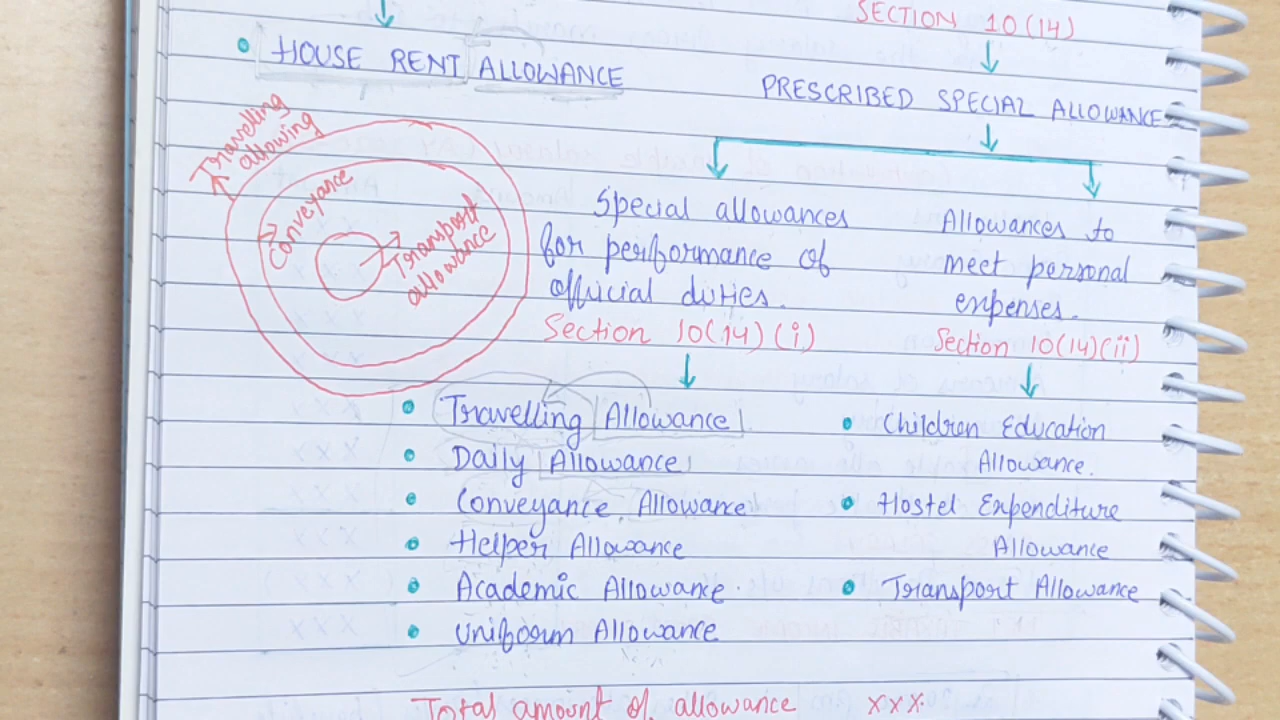 SECTION 10(14)
• HOUSE RENT ALLOWANCE
PRESCRIBED SPECIAL ALLOWANCE
Travelling
allowing
Conveyance
Transport
allowance
Special allowances
for performance of
official duties.
Section 10(14)(i)
Allowances to
meet personal
expenses.
Section 10(14)(ii)
• Travelling Allowance
• Daily Allowance
• Conveyance Allowance
• Helper Allowance
• Academic Allowance
• Uniform Allowance
• Children Education
Allowance.
• Hostel Expenditure
Allowance
• Transport Allowance
Total amount of allowance xxx